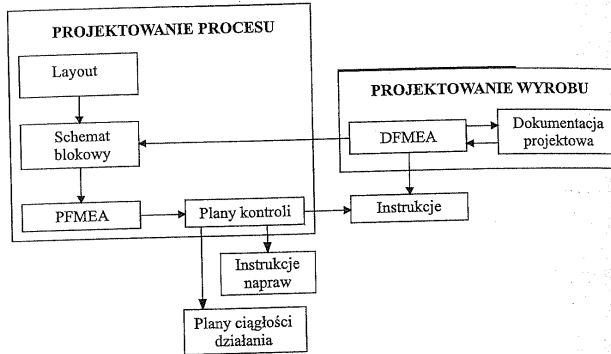 PROJEKTOWANIE PROCESU
Layout
Schemat
blokowy
PFMEA
Plany kontroli
Instrukcje
napraw
Plany ciągłości
działania
PROJEKTOWANIE WYROBU
DFMEA
Dokumentacja
projektowa
Instrukcje